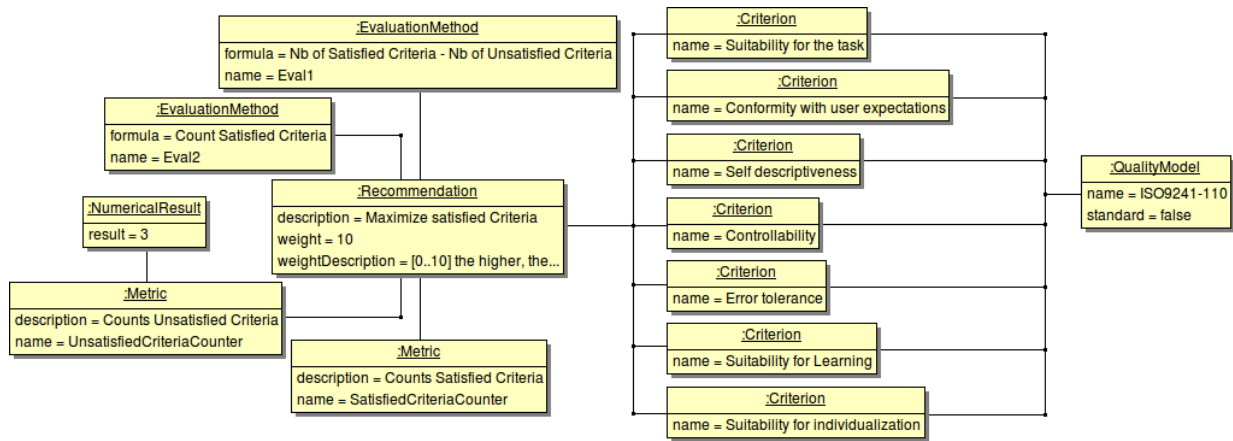 :EvaluationMethod
formula = Nb of Satisfied Criteria - Nb of Unsatisfied Criteria
name = Eval1
:EvaluationMethod
formula = Count Satisfied Criteria
name = Eval2
:NumericalResult
result = 3
:Recommendation
description = Maximize satisfied Criteria
weight = 10
weightDescription = [0..10] the higher, the...
:Metric
description = Counts Unsatisfied Criteria
name = UnsatisfiedCriteriaCounter
:Metric
description = Counts Satisfied Criteria
name = SatisfiedCriteriaCounter
:Criterion
name = Suitability for the task
:Criterion
name = Conformity with user expectations
:Criterion
name = Self descriptiveness
:Criterion
name = Controllability
:Criterion
name = Error tolerance
:Criterion
name = Suitability for Learning
:Criterion
name = Suitability for individualization
:QualityModel
name = ISO9241-110
standard = false